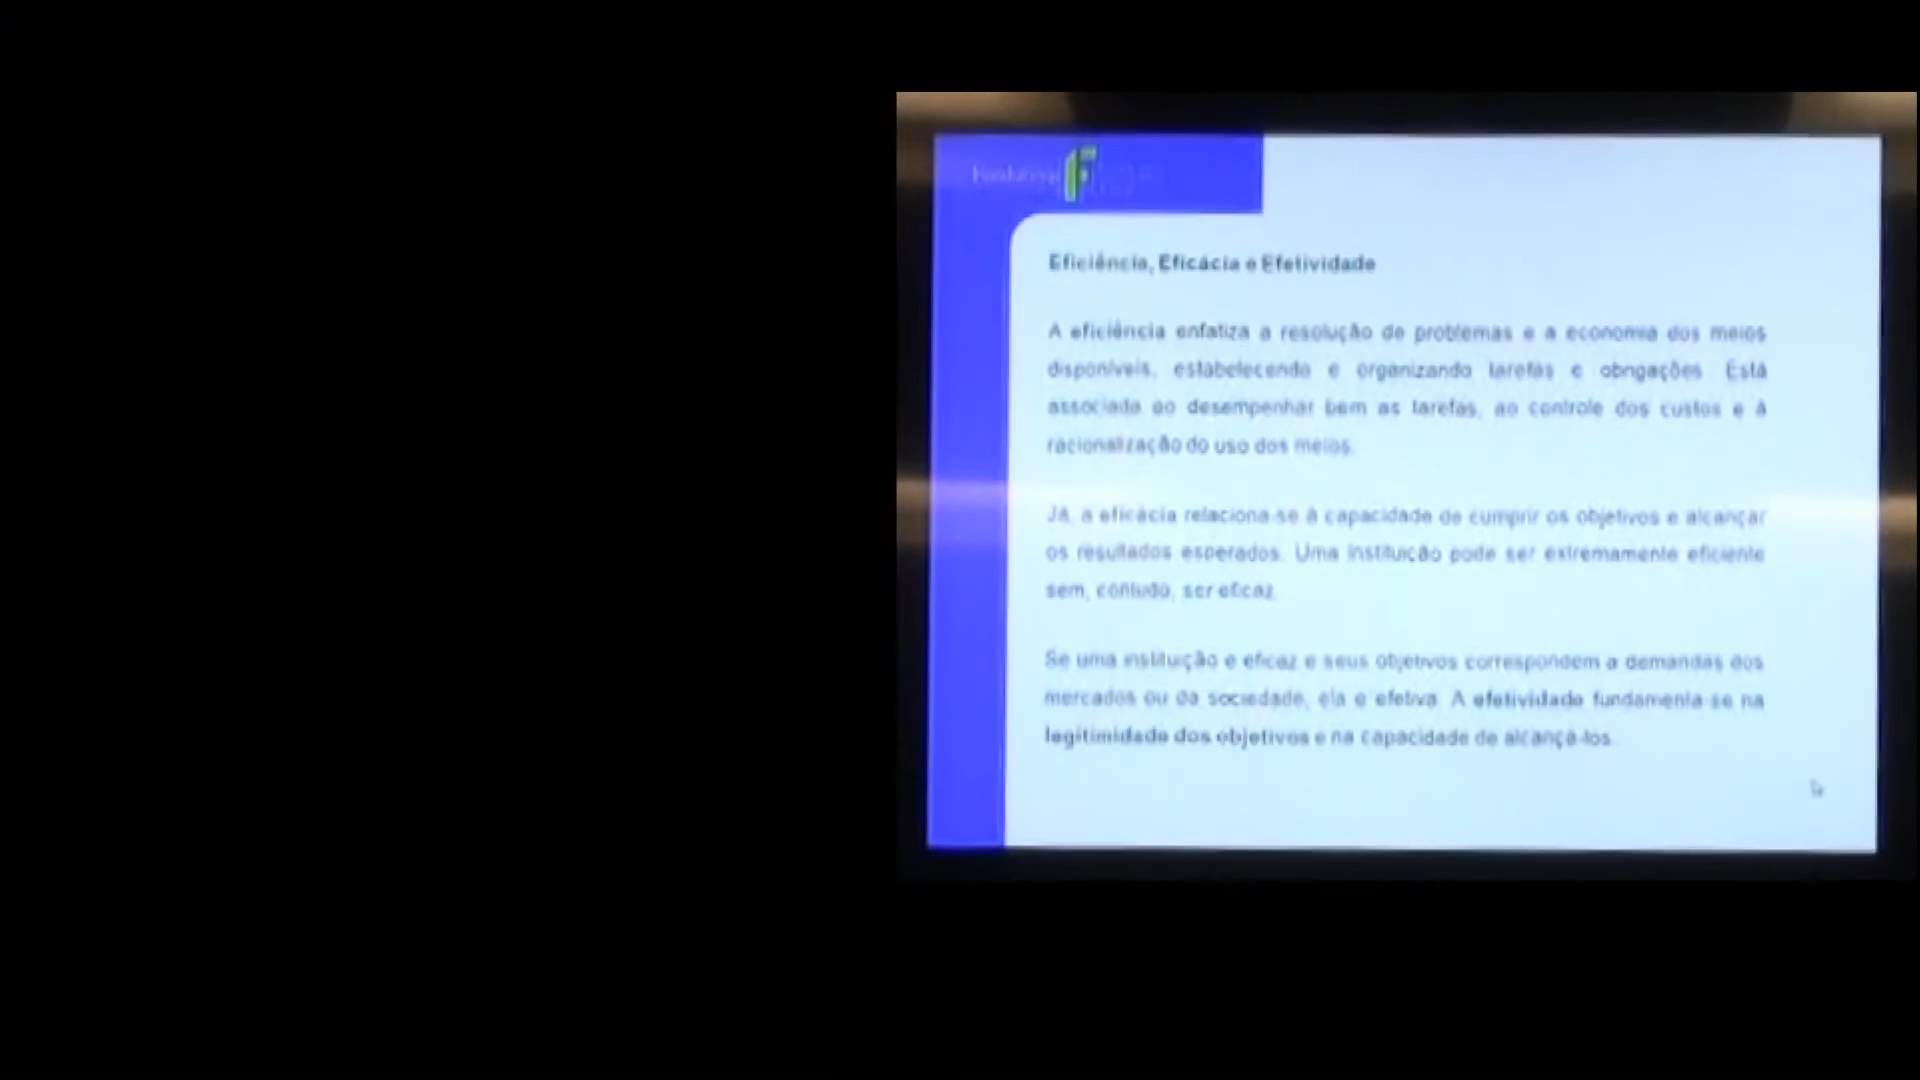 Eficiência, Eficácia e Efetividade
A eficiência enfatiza a resolução de problemas e a economia dos meios
disponíveis, estabelecendo e organizando tarefas e obrigações. Está
associada ao desempenhar bem as tarefas, ao controle dos custos e à
racionalização do uso dos meios.
JÁ, a eficácia relaciona-se à capacidade de cumprir os objetivos e alcançar
os resultados esperados. Uma instituição pode ser extremamente eficiente
sem, contudo, ser eficaz.
Se uma instituição é eficaz e seus objetivos correspondem a demandas dos
mercados ou da sociedade, ela é efetiva. A efetividade fundamenta-se na
legitimidade dos objetivos e na capacidade de alcançá-los.